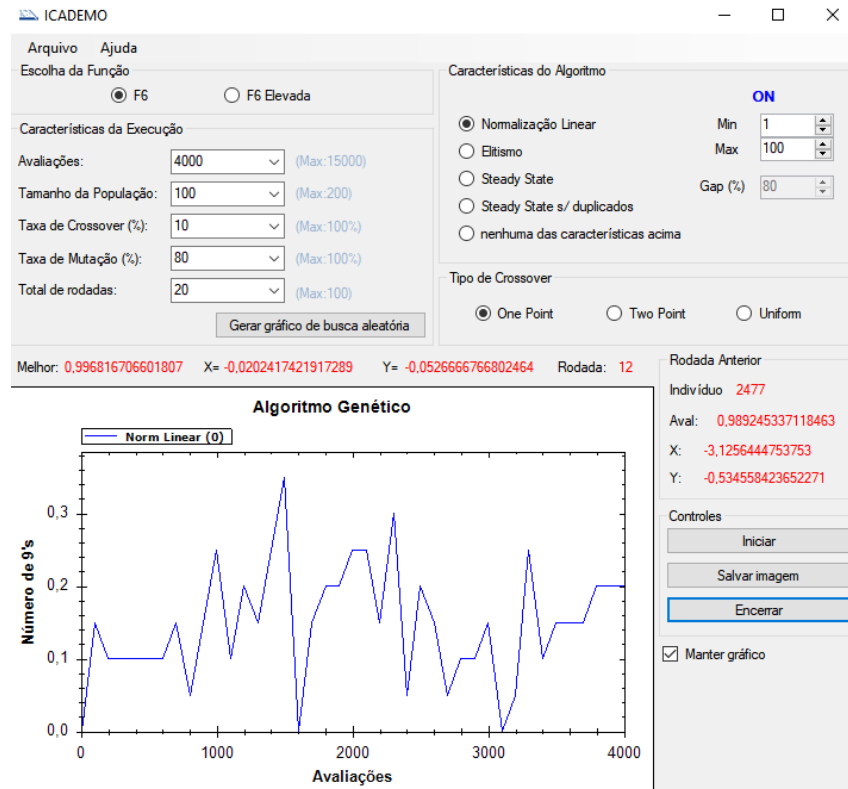 ICADEMO
Arquivo Ajuda
Escolha da Função
F6 F6 Elevada
Características da Execução
Avaliações: 4000 (Max:15000)
Tamanho da População: 100 (Max:200)
Taxa de Crossover (%): 10 (Max:100%)
Taxa de Mutação (%): 80 (Max:100%)
Total de rodadas: 20 (Max:100)
Gerar gráfico de busca aleatória
Características do Algoritmo
ON
Normalização Linear Min 1
Elitismo Max 100
Steady State Gap (%) 80
Steady State s/ duplicados
nenhuma das características acima
Tipo de Crossover
One Point Two Point Uniform
Melhor: 0,996816706601807 X= -0,0202417421917289 Y= -0,0526666766802464 Rodada: 12
Algoritmo Genético
Norm Linear (0)
Número de 9's
0,3
0,2
0,1
0,0
0 1000 2000 3000 4000
Avaliações
Rodada Anterior
Indivíduo 2477
Aval: 0,989245337118463
X: -3,1256444753753
Y: -0,534558423652271
Controles
Iniciar
Salvar imagem
Encerrar
Manter gráfico